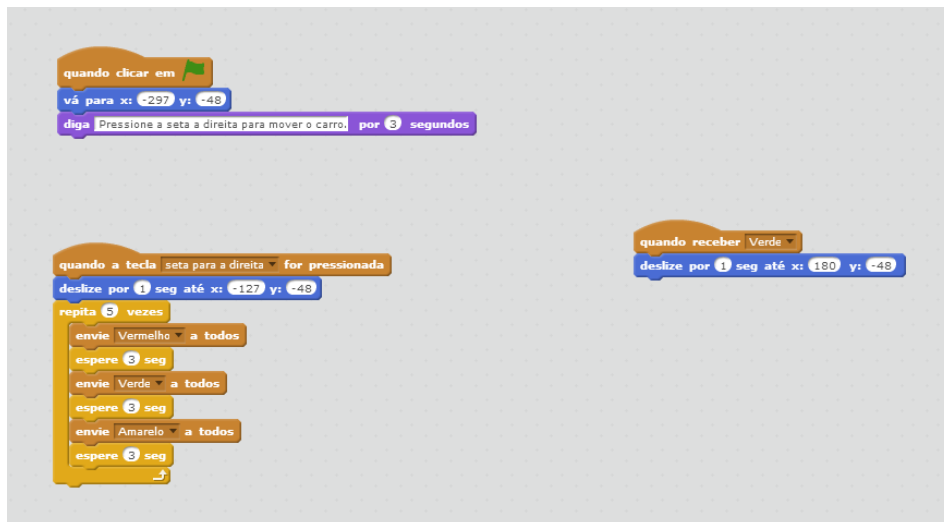 quando clicar em
vá para x: -297 y: -48
diga Pressione a seta a direita para mover o carro. por 3 segundos
quando a tecla seta para a direita for pressionada
deslize por 1 seg até x: -127 y: -48
repita 5 vezes
envie Vermelho a todos
espere 3 seg
envie Verde a todos
espere 3 seg
envie Amarelo a todos
espere 3 seg
quando receber Verde
deslize por 1 seg até x: 180 y: -48